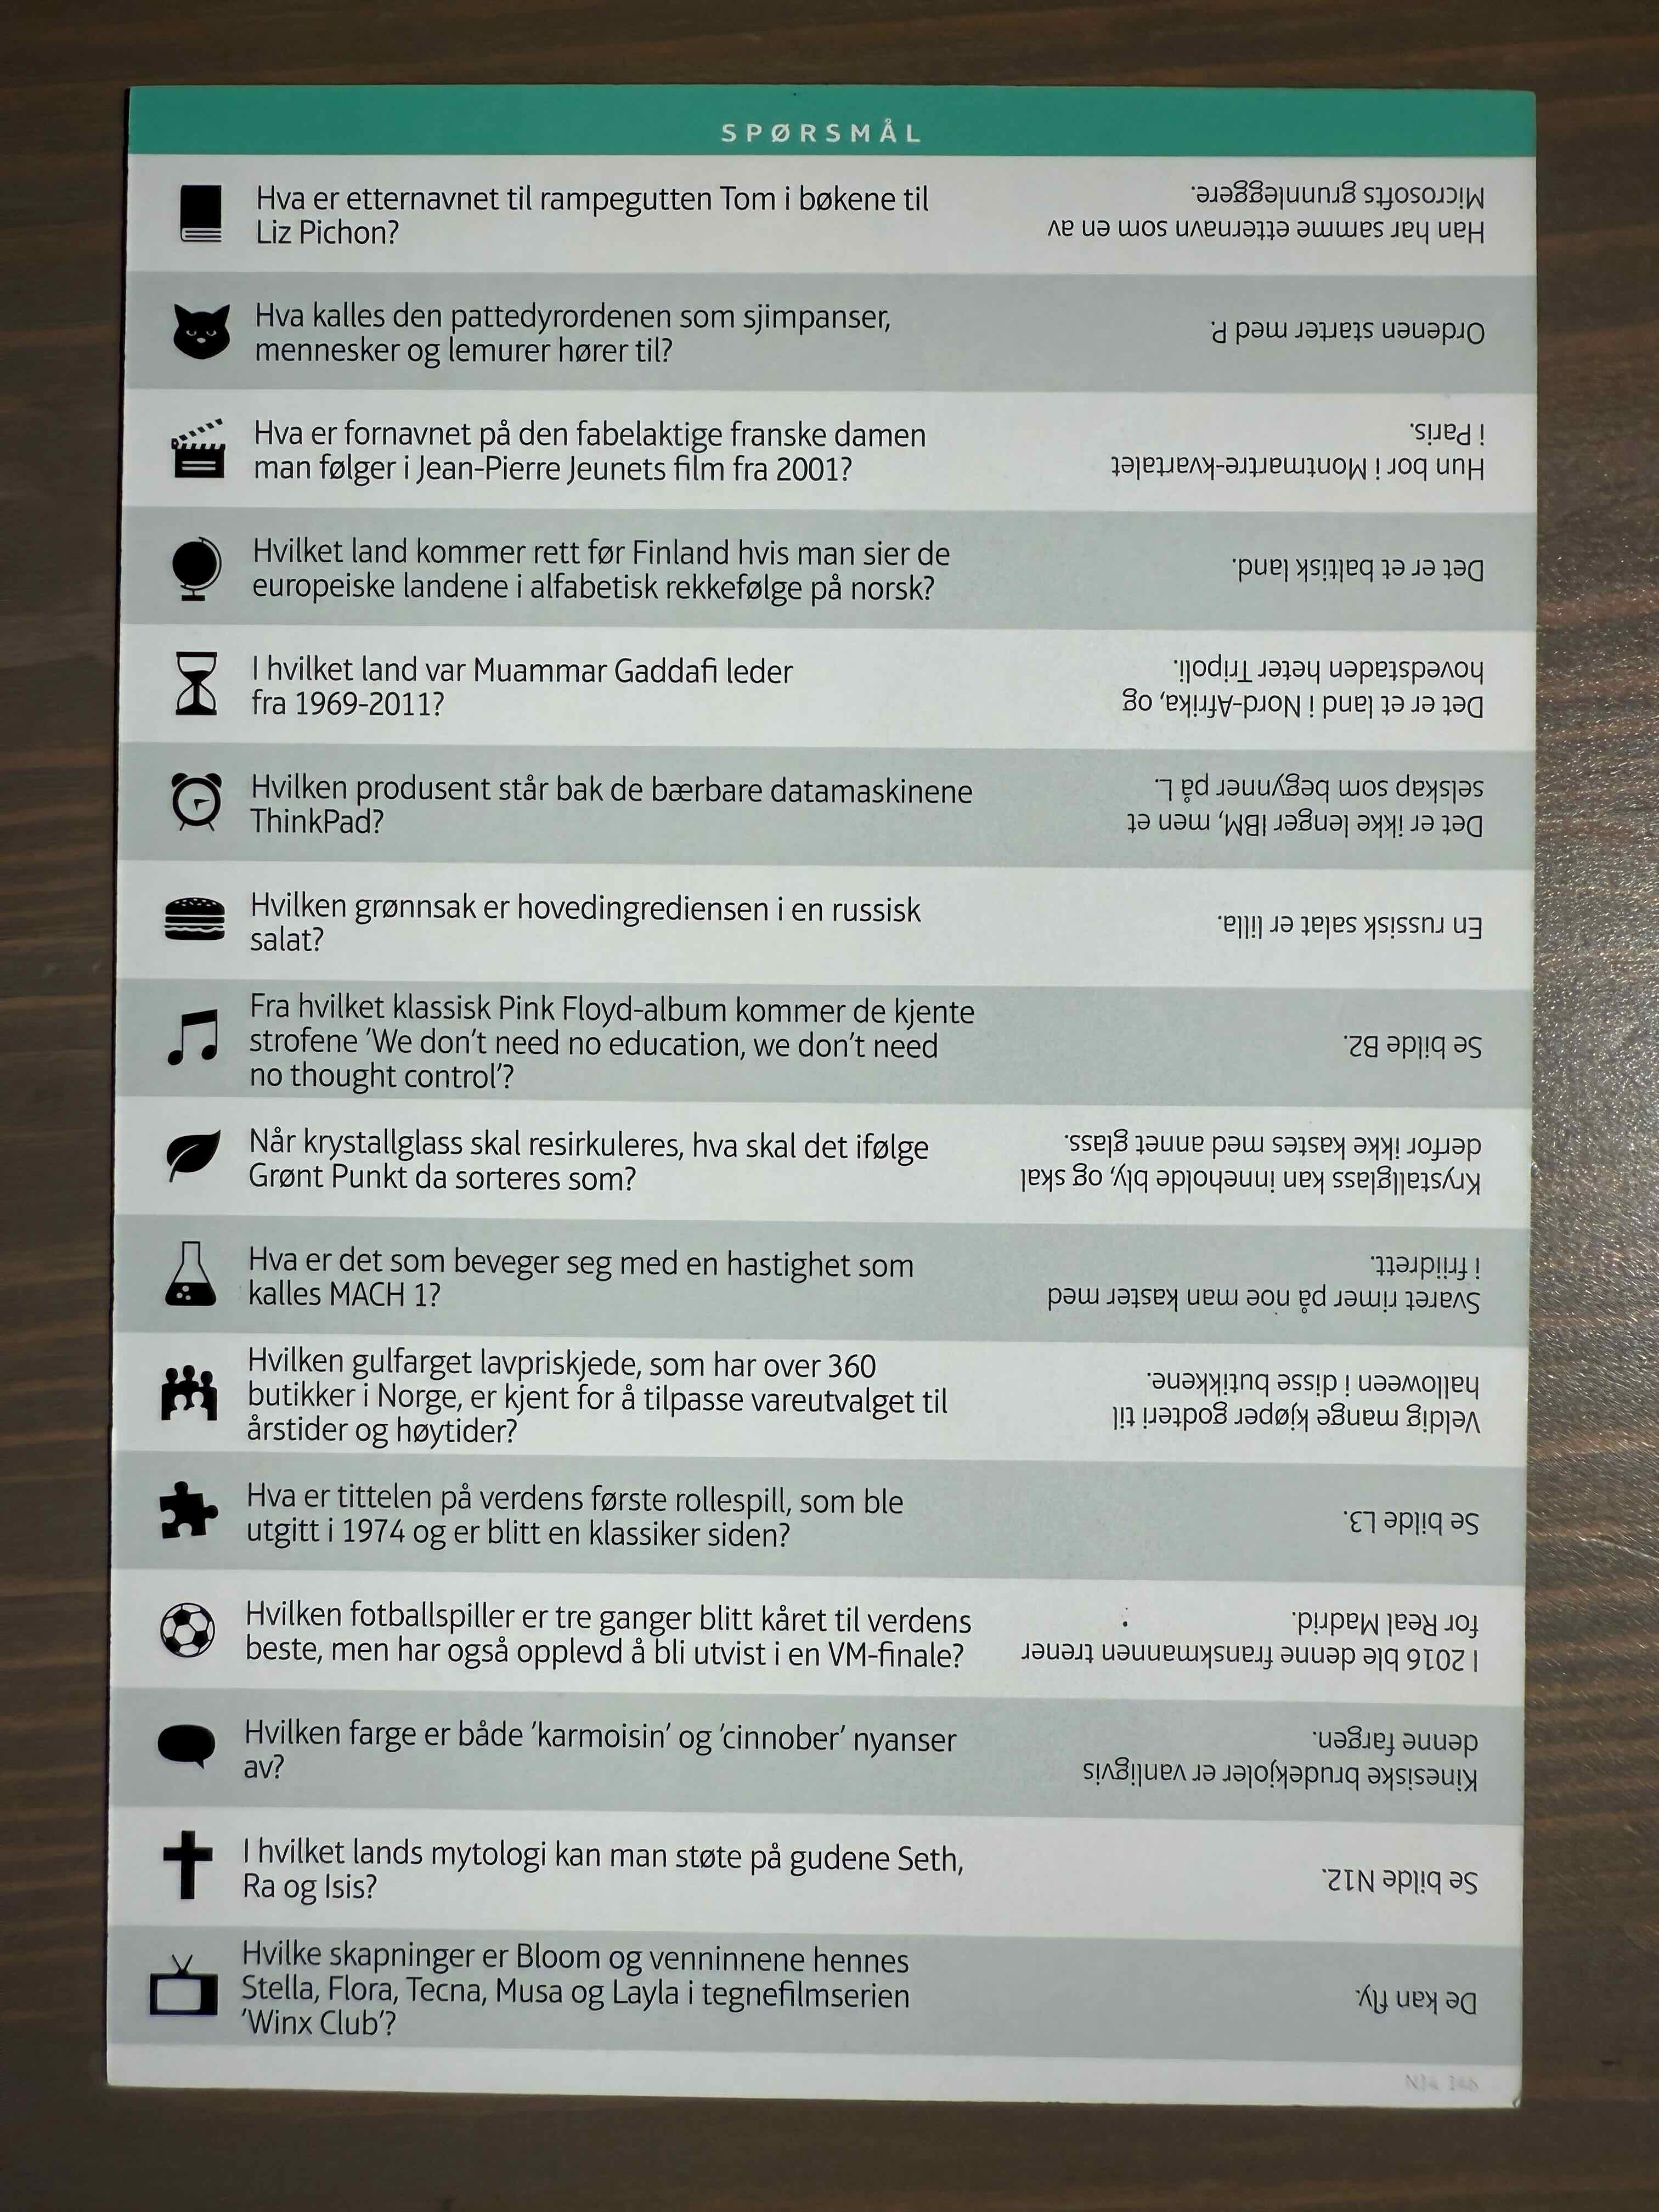 SPØRSMÅL
Hva er etternavnet til rampegutten Tom i bøkene til
Liz Pichon?
Han har samme etternavn som en av
Microsofts grunnleggere.
Hva kalles den pattedyrordenen som sjimpanser,
mennesker og lemurer hører til?
Ordenen starter med P.
Hva er fornavnet på den fabelaktige franske damen
man følger i Jean-Pierre Jeunets film fra 2001?
Hun bor i Montmartre-kvartalet
i Paris.
Hvilket land kommer rett før Finland hvis man sier de
europeiske landene i alfabetisk rekkefølge på norsk?
Det er et baltisk land.
I hvilket land var Muammar Gaddafi leder
fra 1969-2011?
Det er et land i Nord-Afrika, og
hovedstaden heter Tripoli.
Hvilken produsent står bak de bærbare datamaskinene
ThinkPad?
Det er ikke lenger IBM, men et
selskap som begynner på L.
Hvilken grønnsak er hovedingrediensen i en russisk
salat?
En russisk salat er lilla.
Fra hvilket klassisk Pink Floyd-album kommer de kjente
strofene 'We don't need no education, we don't need
no thought control'?
Se bilde B2.
Når krystallglass skal resirkuleres, hva skal det ifølge
Grønt Punkt da sorteres som?
Krystallglass kan inneholde bly, og skal
derfor ikke kastes med annet glass.
Hva er det som beveger seg med en hastighet som
kalles MACH 1?
Svaret rimer på noe man kaster med
i friidrett.
Hvilken gulfarget lavpriskjede, som har over 360
butikker i Norge, er kjent for å tilpasse vareutvalget til
årstider og høytider?
Veldig mange kjøper godteri til
halloween i disse butikkene.
Hva er tittelen på verdens første rollespill, som ble
utgitt i 1974 og er blitt en klassiker siden?
Se bilde L3.
Hvilken fotballspiller er tre ganger blitt kåret til verdens
beste, men har også opplevd å bli utvist i en VM-finale?
I 2016 ble denne franskmannen trener
for Real Madrid.
Hvilken farge er både 'karmoisin' og 'cinnober' nyanser
av?
Kinesiske brudekjoler er vanligvis
denne fargen.
I hvilket lands mytologi kan man støte på gudene Seth,
Ra og Isis?
Se bilde N12.
Hvilke skapninger er Bloom og venninnene hennes
Stella, Flora, Tecna, Musa og Layla i tegnefilmserien
'Winx Club'?
De kan fly.